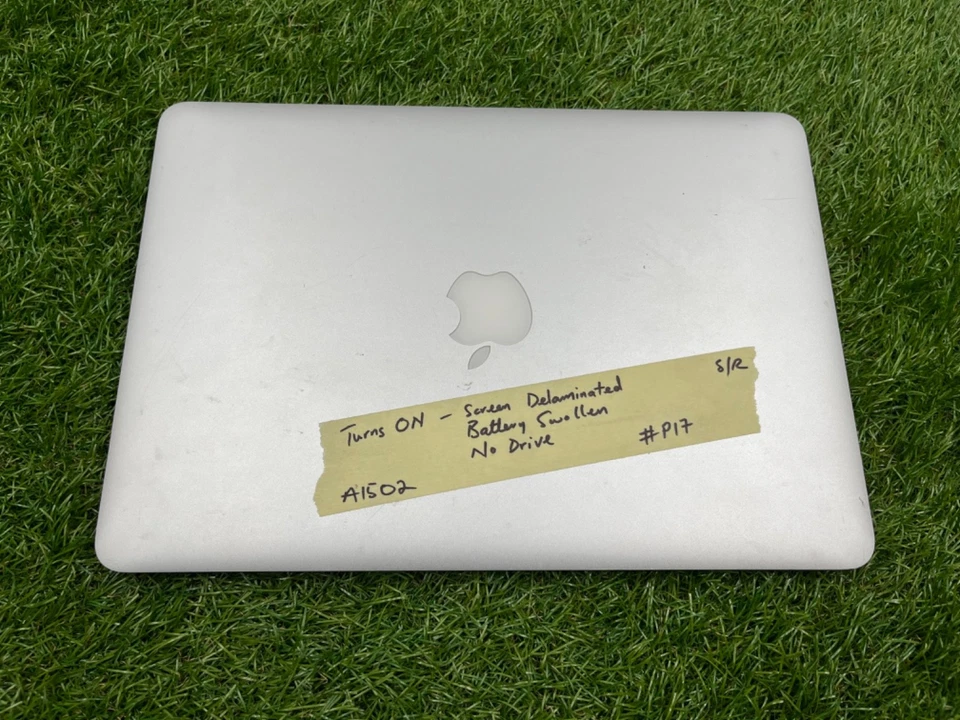 S/R
Turns ON - Screen Delaminated
Battery Swollen
No Drive
#P17
A1502